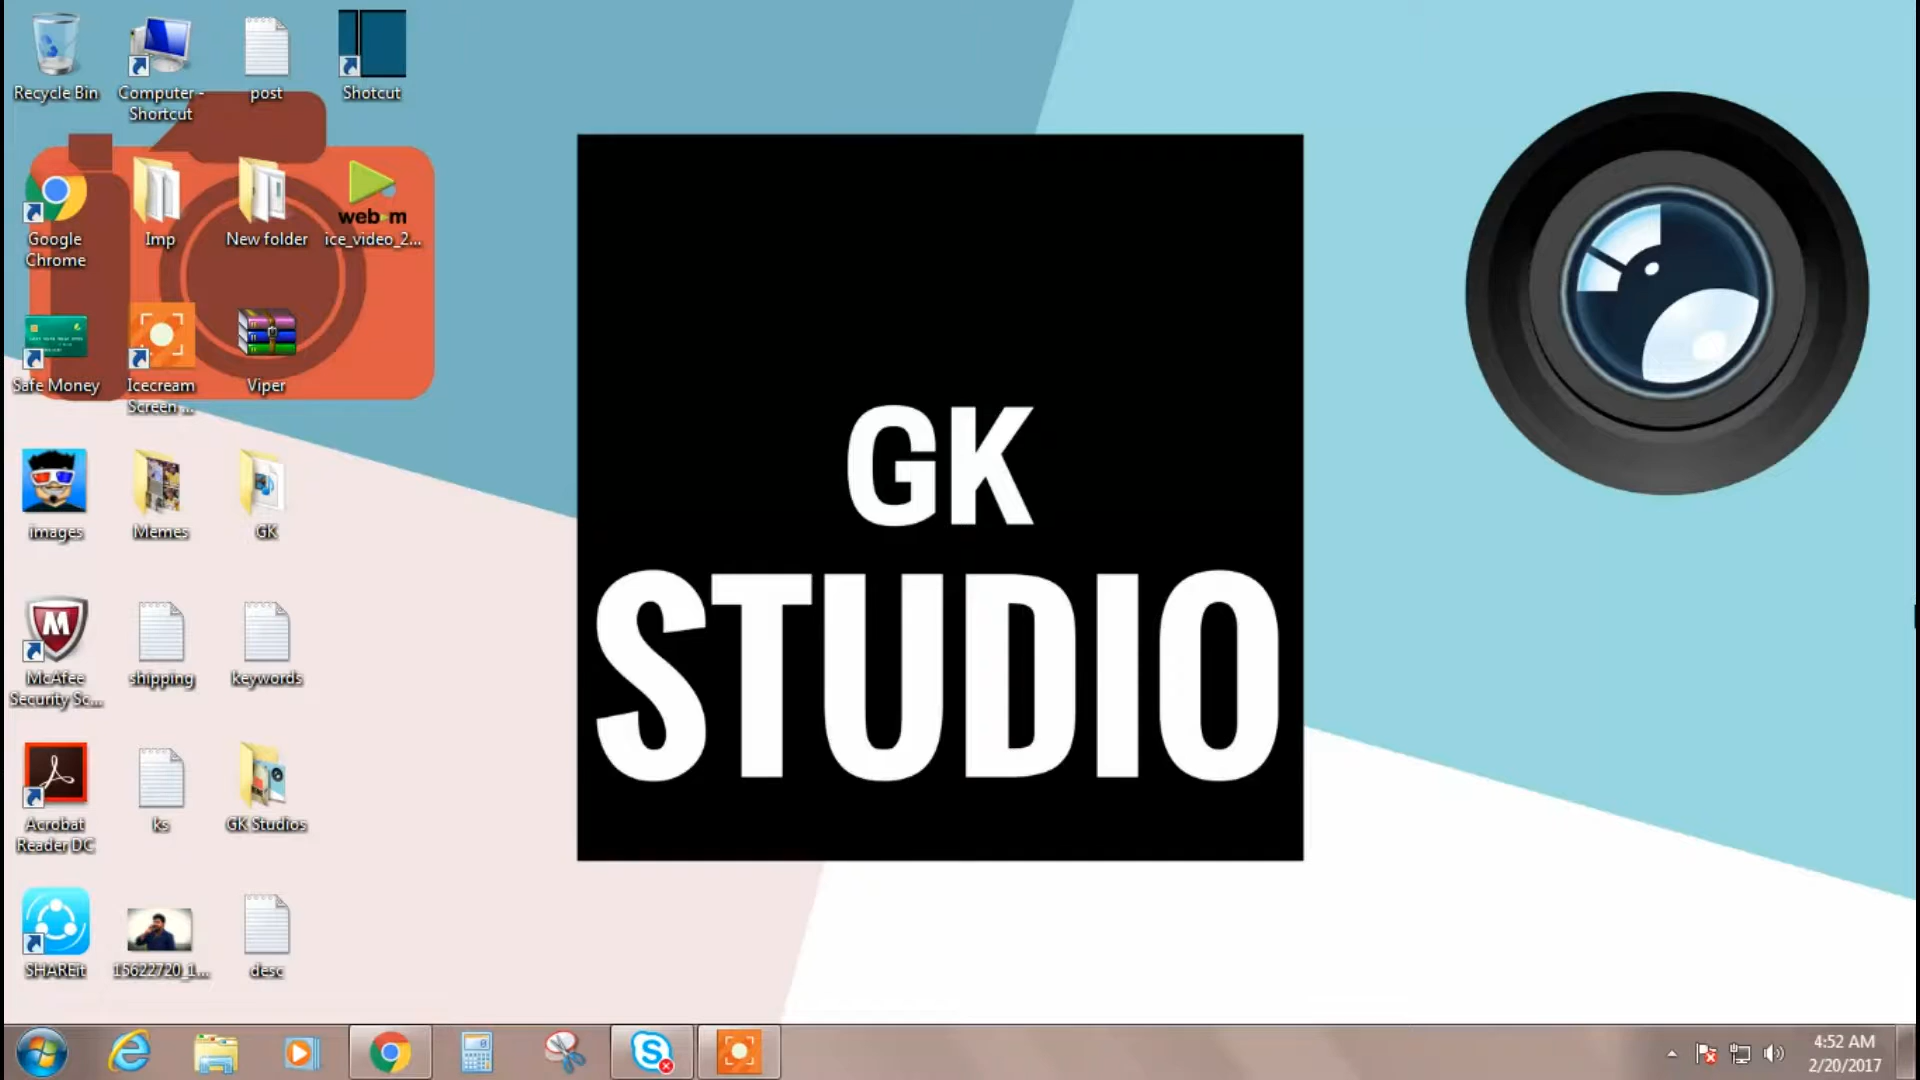 Recycle Bin
Computer -
Shortcut
post
Shotcut
Google
Chrome
Imp
New folder
web m
ice_video_2...
Safe Money
Icecream
Screen ...
Viper
images
Memes
GK
M
McAfee
Security Sc...
shipping
keywords
Acrobat
Reader DC
ks
GK Studios
SHAREit
15622720_1...
desc
GK
STUDIO
4:52 AM
2/20/2017